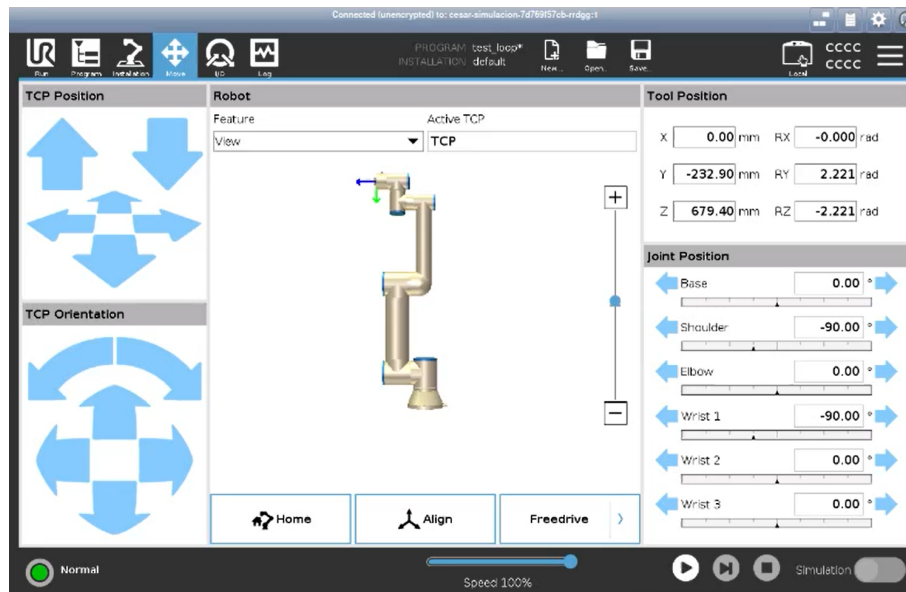 Connected (unencrypted) to: cesar-simulacion-7d769f57cb-rrdgg:1
UR
Run
Program
Installation
Move
I/O
Log
PROGRAM test_loop*
INSTALLATION default
New...
Open...
Save...
Local
CCCC
CCCC
TCP Position
Robot
Tool Position
Feature
Active TCP
View
TCP
X 0.00 mm RX -0.000 rad
Y -232.90 mm RY 2.221 rad
Z 679.40 mm RZ -2.221 rad
Joint Position
Base 0.00 °
Shoulder -90.00 °
Elbow 0.00 °
Wrist 1 -90.00 °
Wrist 2 0.00 °
Wrist 3 0.00 °
TCP Orientation
Home
Align
Freedrive
Normal
Speed 100%
Simulation